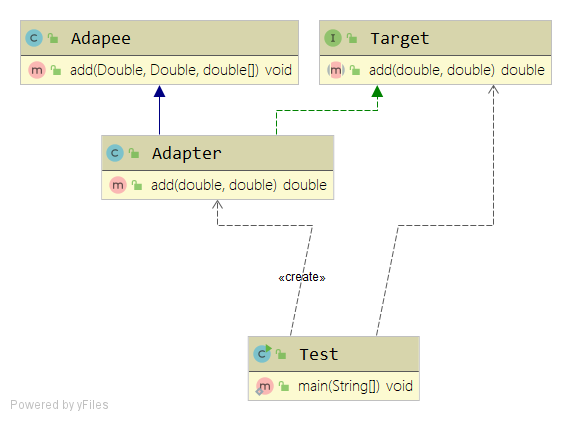 C Adapee
m add(Double, Double, double[]) void
I Target
m add(double, double) double
C Adapter
m add(double, double) double
«create»
C Test
m main(String[]) void
Powered by yFiles